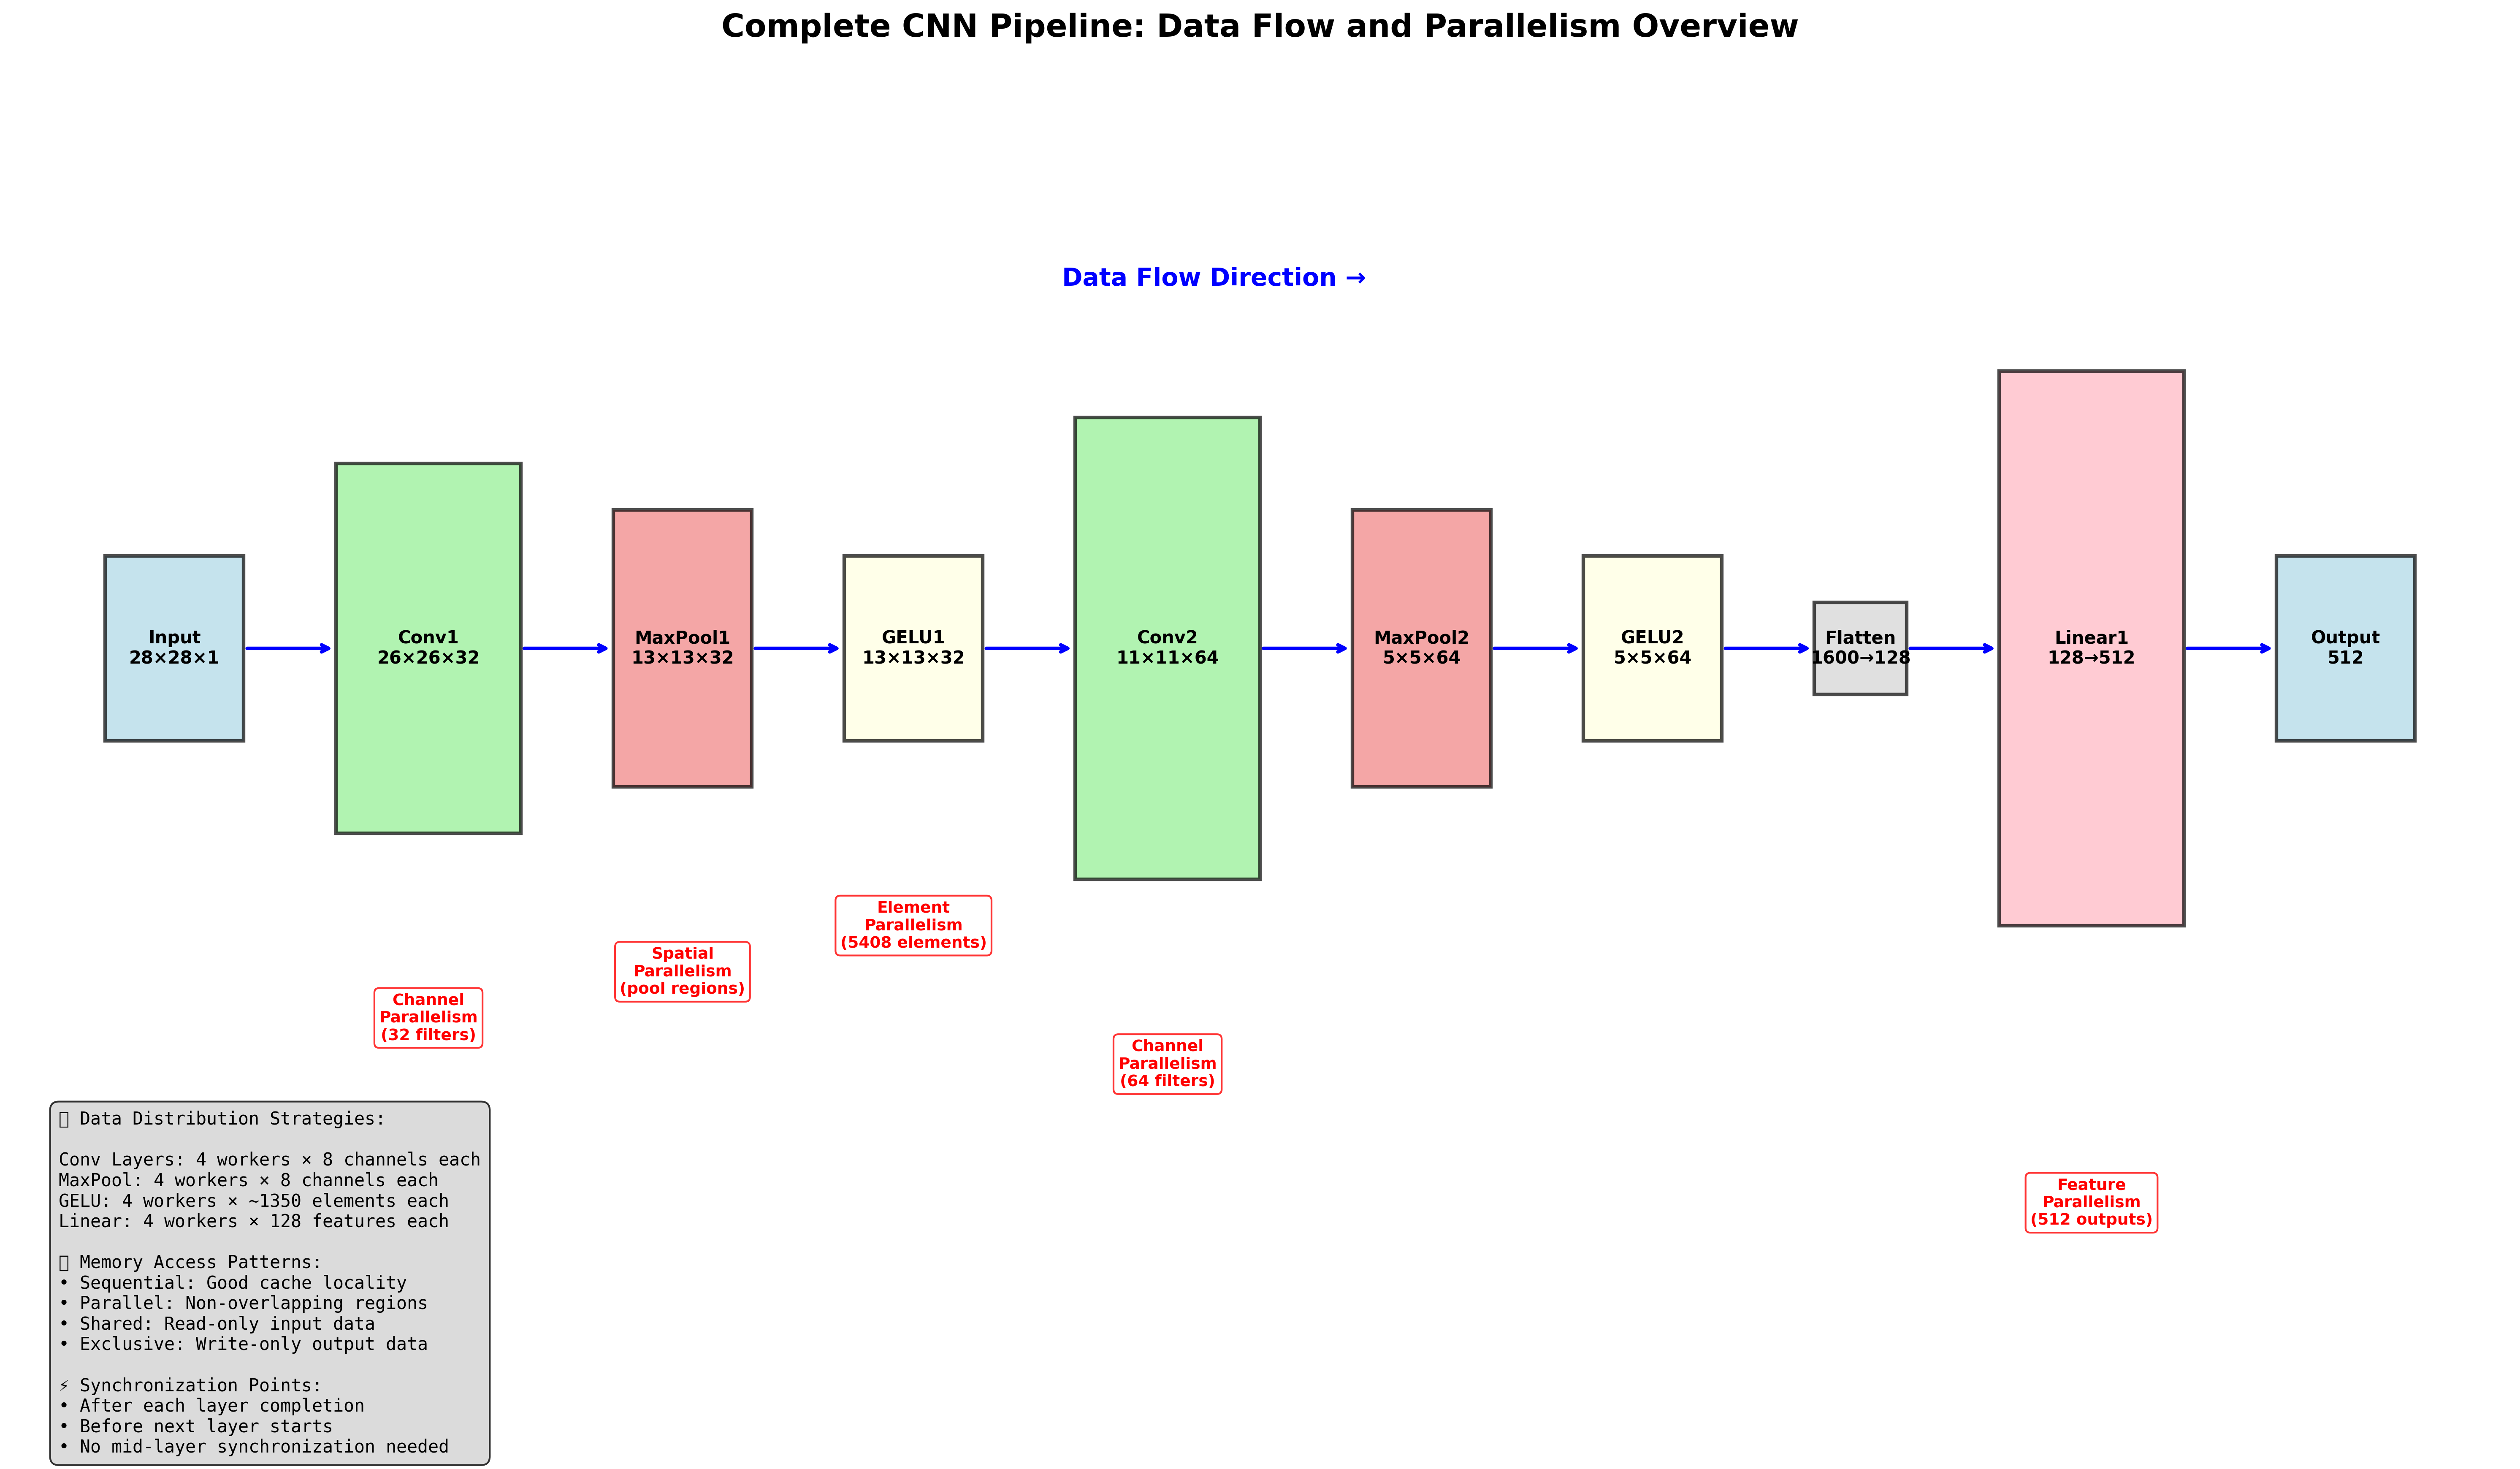 Complete CNN Pipeline: Data Flow and Parallelism Overview
Data Flow Direction →
Input
28×28×1
Conv1
26×26×32
MaxPool1
13×13×32
GELU1
13×13×32
Conv2
11×11×64
MaxPool2
5×5×64
GELU2
5×5×64
Flatten
1600→128
Linear1
128→512
Output
512
Channel
Parallelism
(32 filters)
Spatial
Parallelism
(pool regions)
Element
Parallelism
(5408 elements)
Channel
Parallelism
(64 filters)
Feature
Parallelism
(512 outputs)
Data Distribution Strategies:
Conv Layers: 4 workers × 8 channels each
MaxPool: 4 workers × 8 channels each
GELU: 4 workers × ~1350 elements each
Linear: 4 workers × 128 features each
Memory Access Patterns:
• Sequential: Good cache locality
• Parallel: Non-overlapping regions
• Shared: Read-only input data
• Exclusive: Write-only output data
⚡ Synchronization Points:
• After each layer completion
• Before next layer starts
• No mid-layer synchronization needed